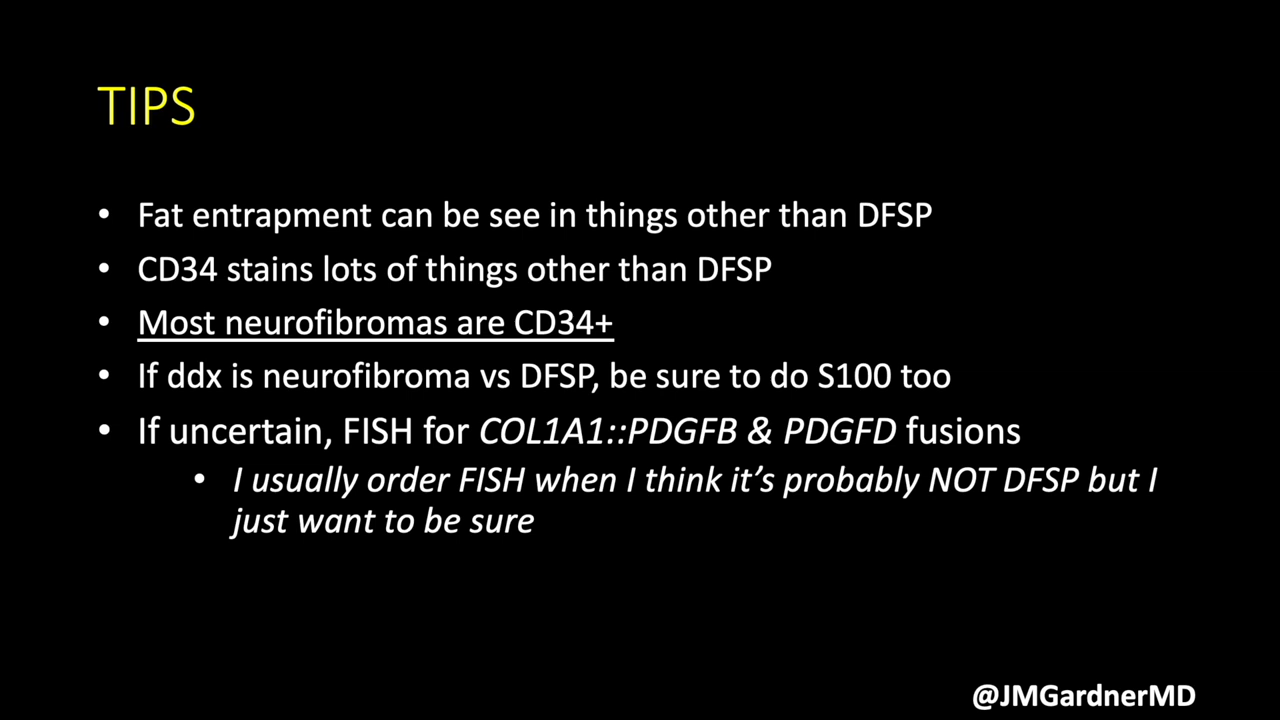 TIPS
• Fat entrapment can be see in things other than DFSP
• CD34 stains lots of things other than DFSP
• Most neurofibromas are CD34+
• If ddx is neurofibroma vs DFSP, be sure to do S100 too
• If uncertain, FISH for COL1A1::PDGFB & PDGFD fusions
• I usually order FISH when I think it’s probably NOT DFSP but I
just want to be sure
@JMGardnerMD